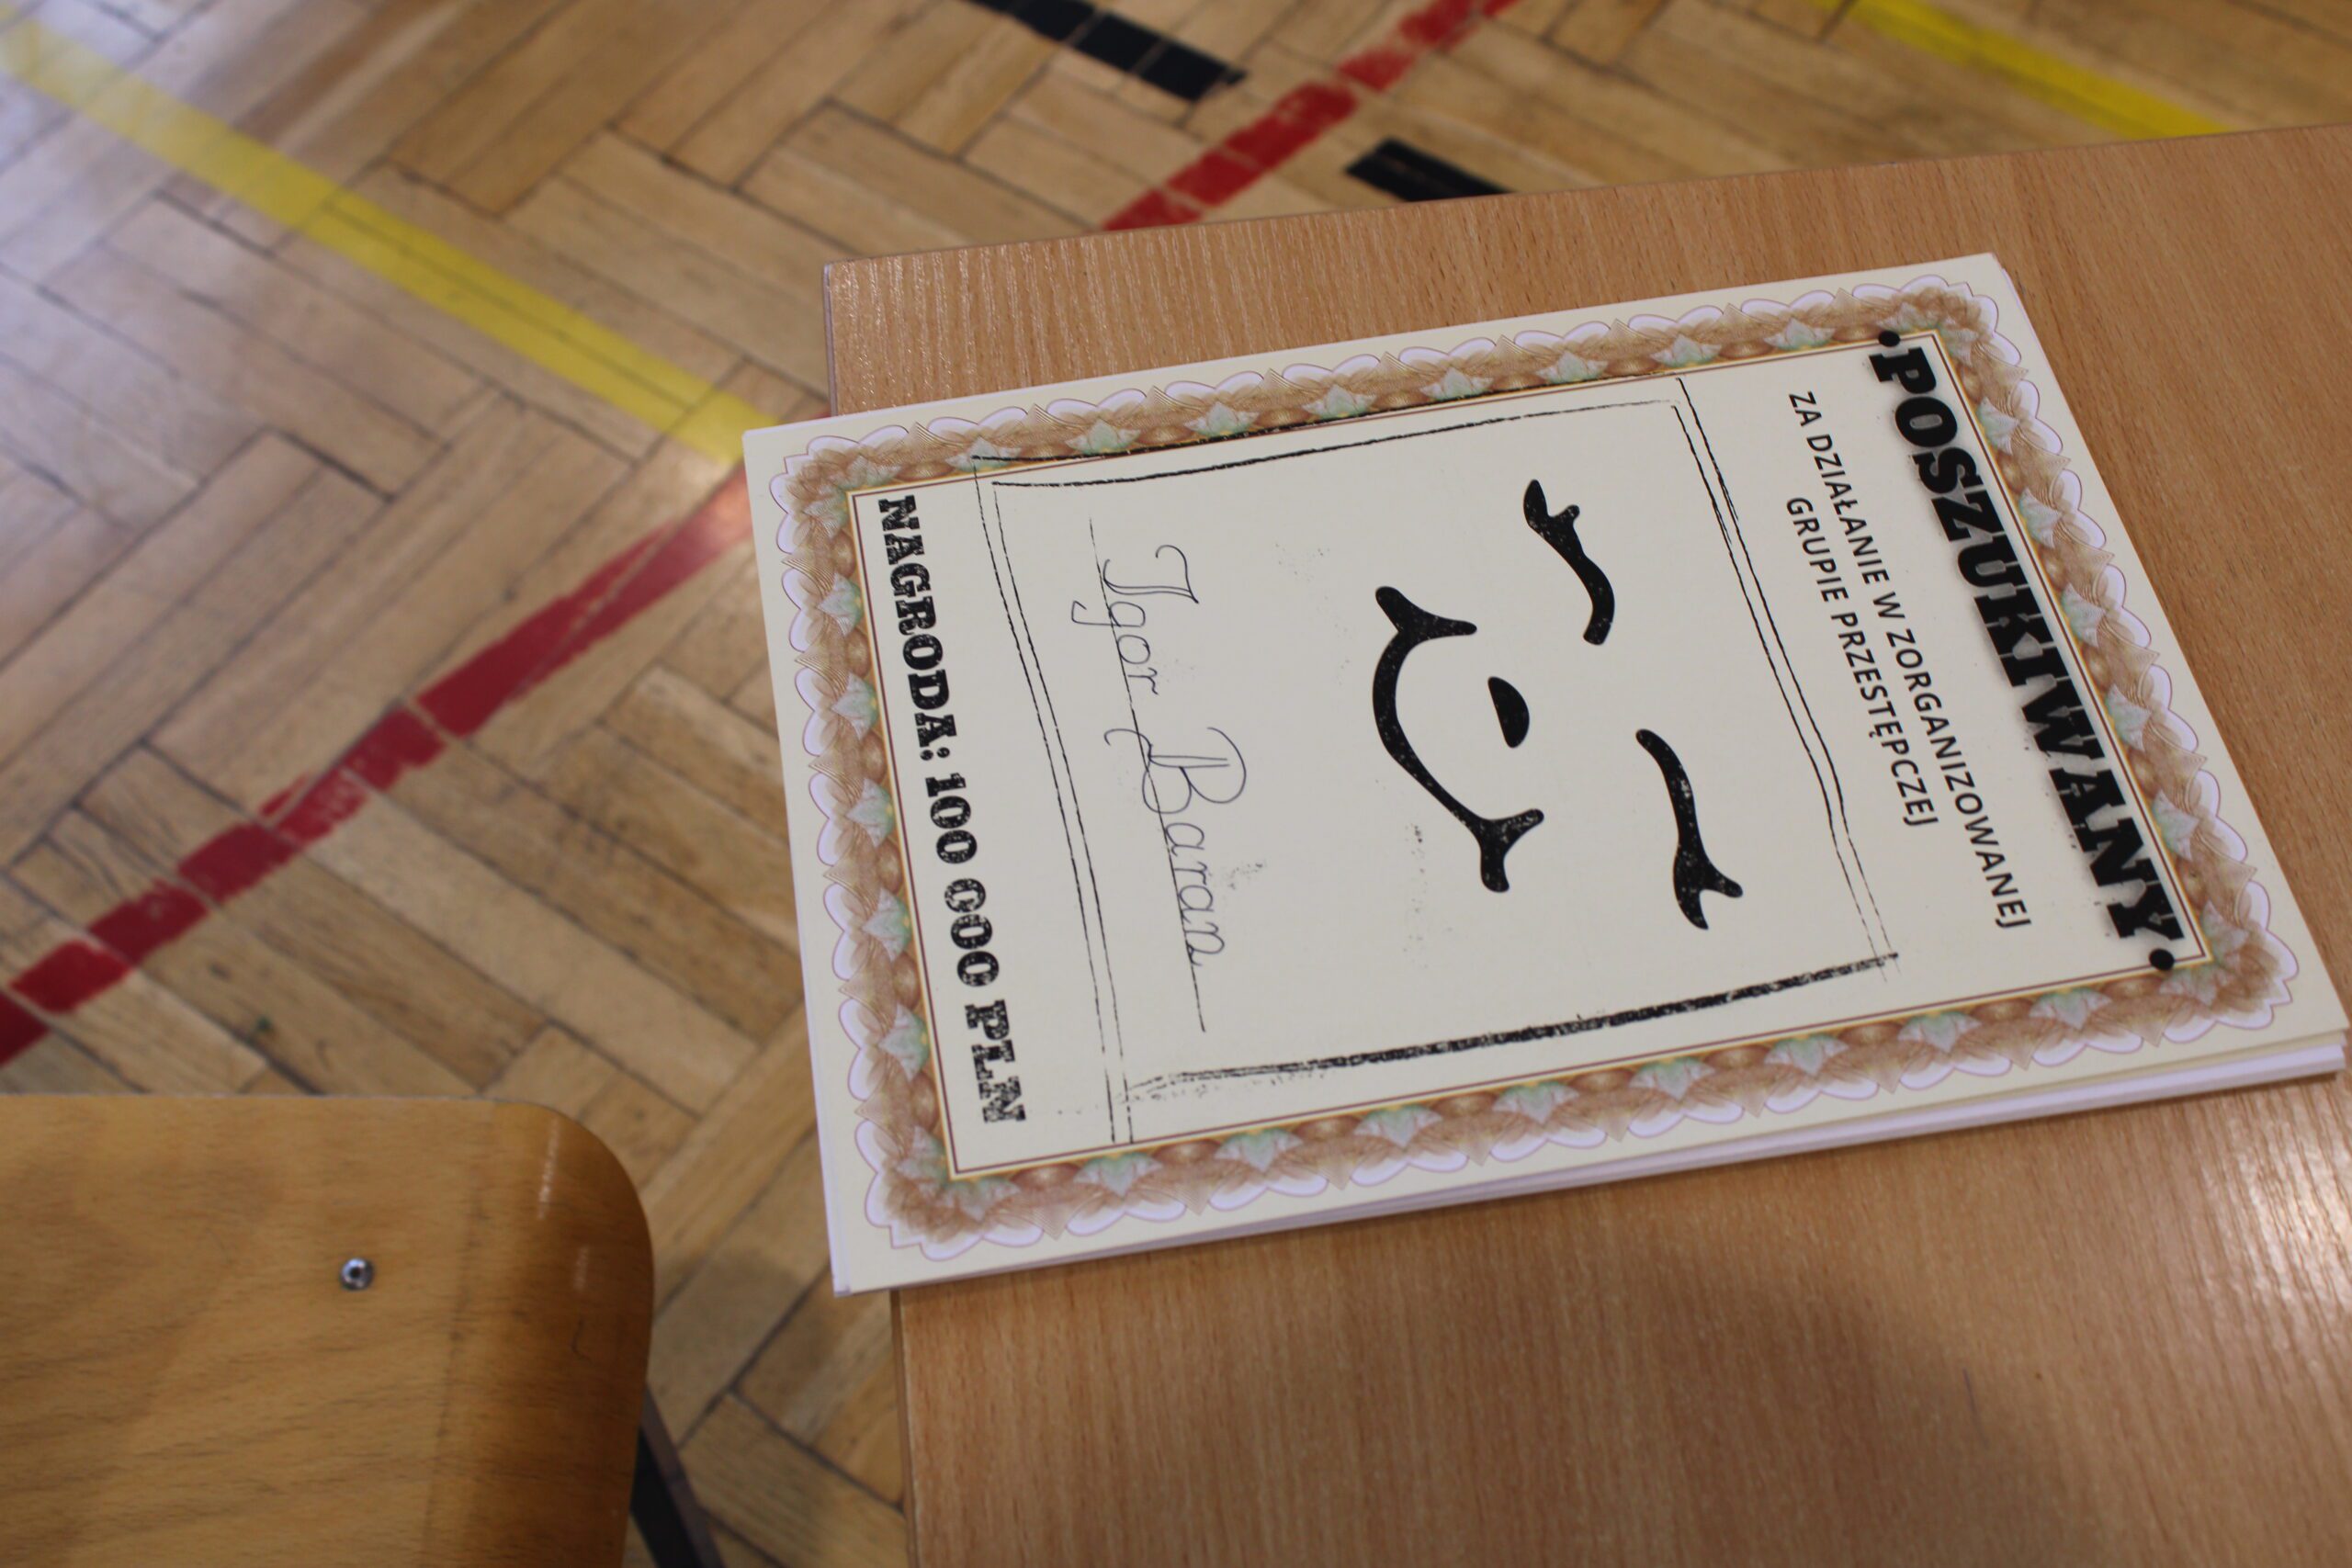 •POSZUKIWANY•
ZA DZIAŁANIE W ZORGANIZOWANEJ
GRUPIE PRZESTĘPCZEJ
Igor Baran
NAGRODA: 100 000 PLN